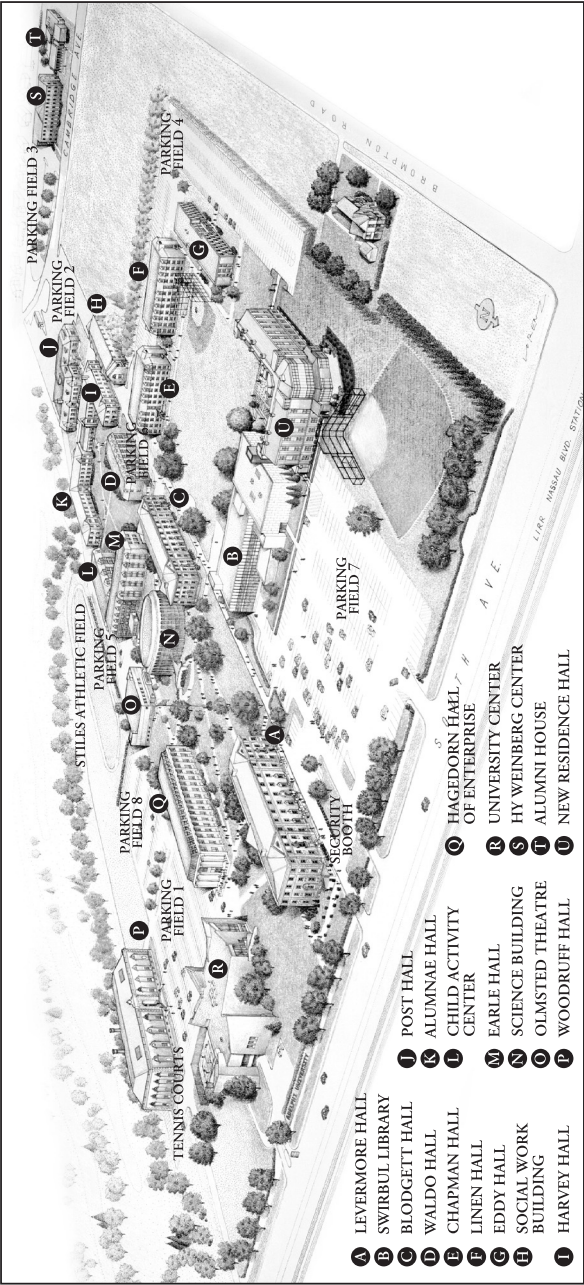 T
S
CAMBRIDGE AVE
PARKING FIELD 3
PARKING
FIELD 2
PARKING
FIELD 4
BROMPTON ROAD
J
H
I
F
G
E
K
D
PARKING
FIELD 6
C
L
M
STILES ATHLETIC FIELD
PARKING
FIELD 5
N
O
B
U
PARKING
FIELD 7
PARKING
FIELD 8
Q
A
SECURITY
BOOTH
P
PARKING
FIELD 1
R
TENNIS COURTS
ADELPHI UNIVERSITY
N
AVE.
LIRR NASSAU BLVD. STATION
A LEVERMORE HALL
B SWIRBUL LIBRARY
C BLODGETT HALL
D WALDO HALL
E CHAPMAN HALL
F LINEN HALL
G EDDY HALL
H SOCIAL WORK
BUILDING
I HARVEY HALL
J POST HALL
K ALUMNAE HALL
L CHILD ACTIVITY
CENTER
M EARLE HALL
N SCIENCE BUILDING
O OLMSTED THEATRE
P WOODRUFF HALL
Q HAGEDORN HALL
OF ENTERPRISE
R UNIVERSITY CENTER
S HY WEINBERG CENTER
T ALUMNI HOUSE
U NEW RESIDENCE HALL